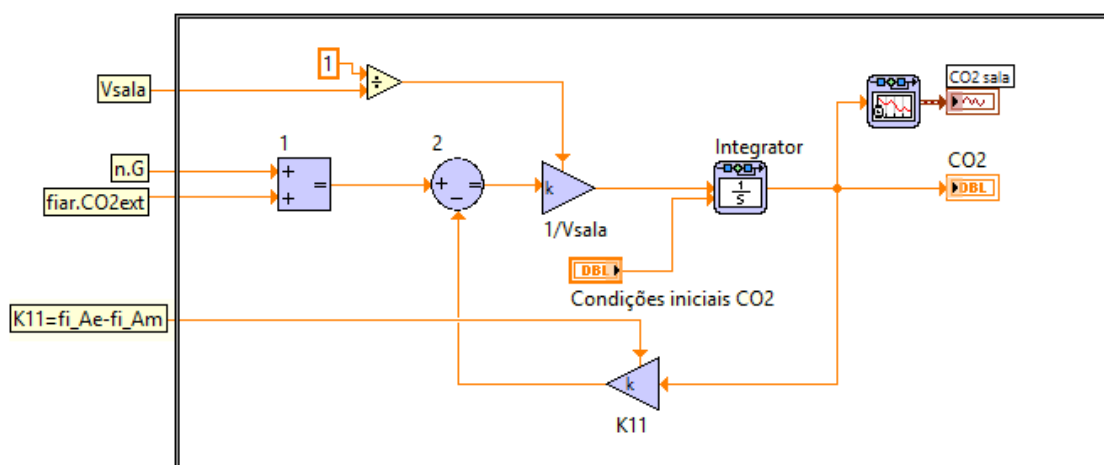 1
÷
Vsala
CO2 sala
n.G
1
+
+
=
2
+
=
−
k
1/Vsala
Integrator
1
S
CO2
DBL
fiar.CO2ext
DBL
Condições iniciais CO2
K11=fi_Ae-fi_Am
k
K11